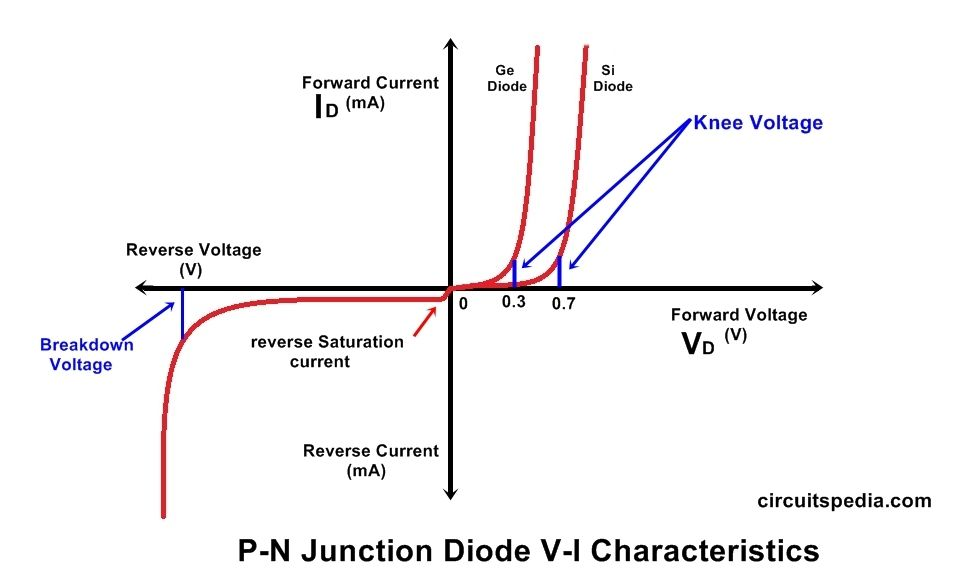 Forward Current
ID (mA)
Ge
Diode
Si
Diode
Knee Voltage
Reverse Voltage
(V)
0
0.3
0.7
Forward Voltage
VD (V)
Breakdown
Voltage
reverse Saturation
current
Reverse Current
(mA)
circuitspedia.com
P-N Junction Diode V-I Characteristics